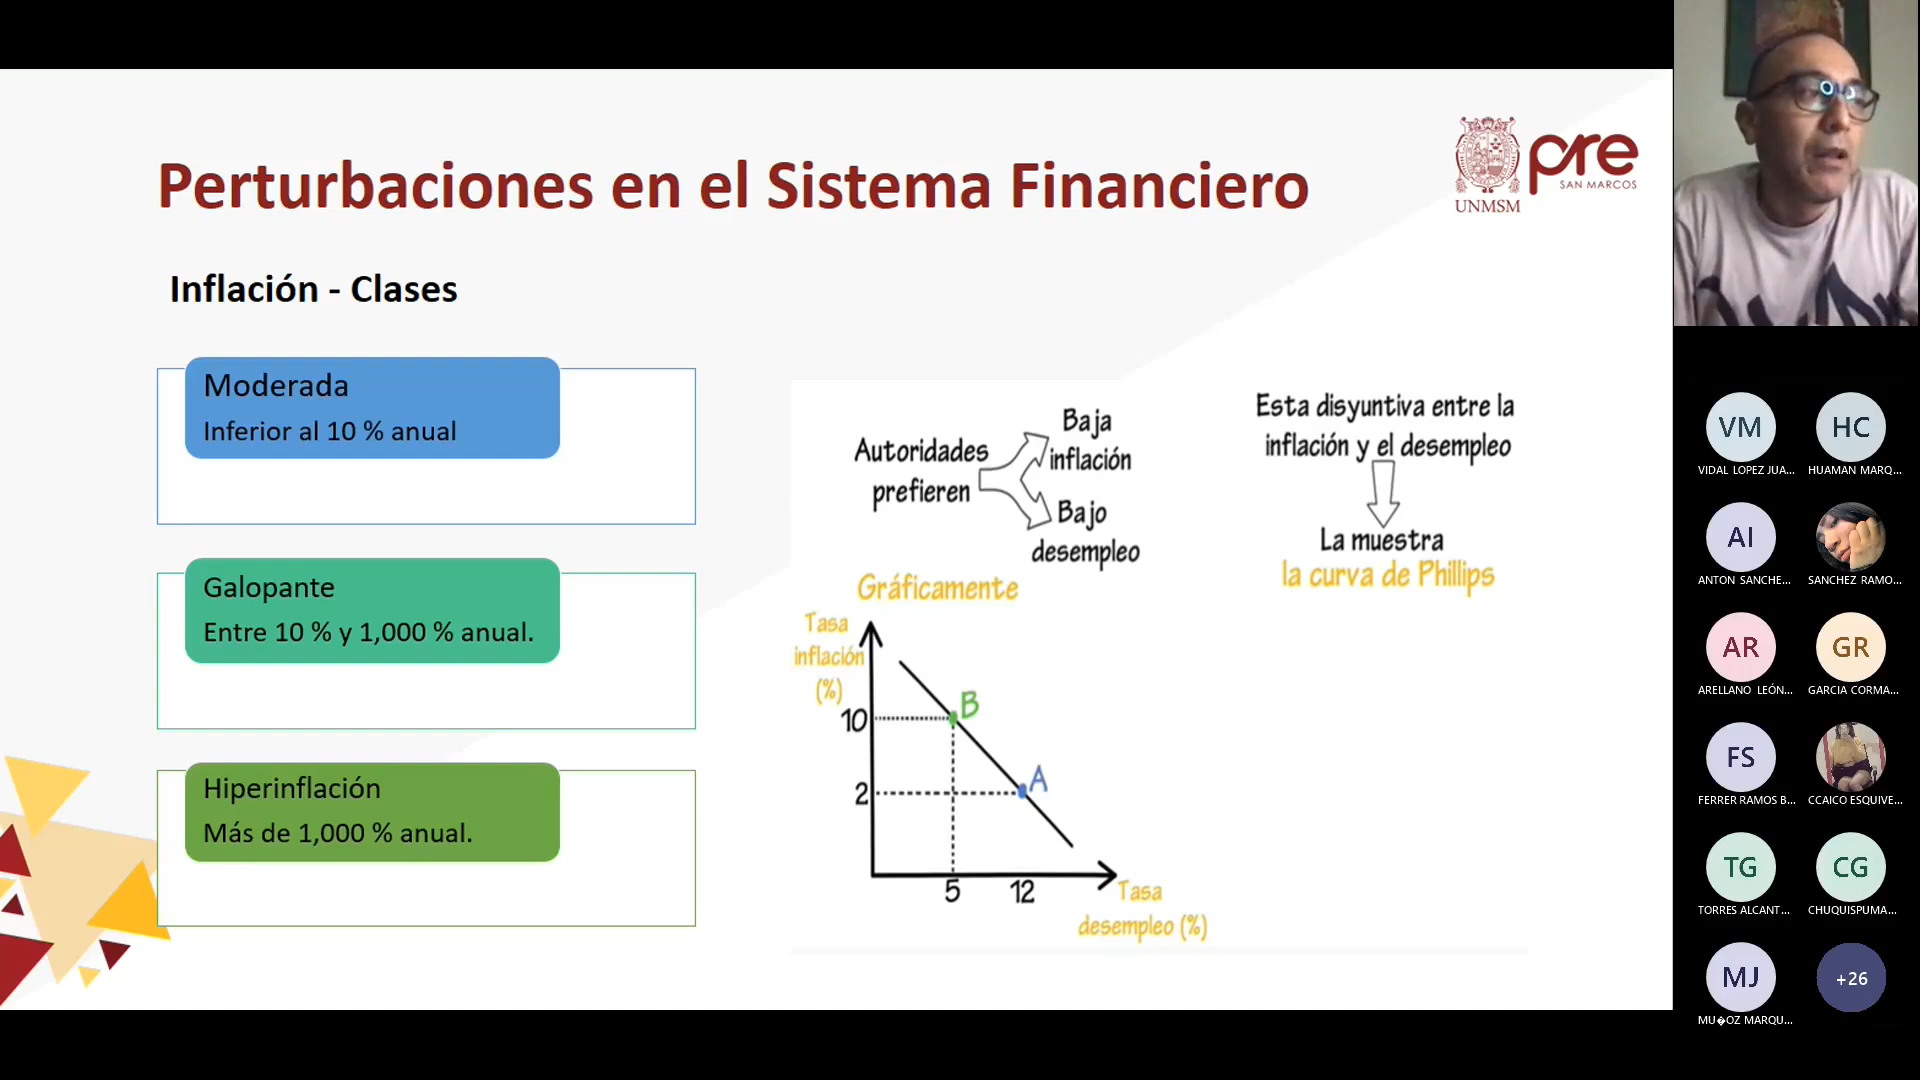 Perturbaciones en el Sistema Financiero
UNMSM
pre
SAN MARCOS
Inflación - Clases
Moderada
Inferior al 10 % anual
Galopante
Entre 10 % y 1,000 % anual.
Hiperinflación
Más de 1,000 % anual.
Autoridades
prefieren
Baja
inflación
Bajo
desempleo
Esta disyuntiva entre la
inflación y el desempleo
La muestra
la curva de Phillips
Gráficamente
Tasa
inflación
(%)
10
2
B
A
5
12
Tasa
desempleo (%)
VM
VIDAL LOPEZ JUA...
HC
HUAMAN MARQ...
AI
ANTON SANCHE...
SANCHEZ RAMO...
AR
ARELLANO LEÓN...
GR
GARCIA CORMA...
FS
FERRER RAMOS B...
CCAICO ESQUIVE...
TG
TORRES ALCANT...
CG
CHUQUISPUMA...
MJ
MU�OZ MARQU...
+26